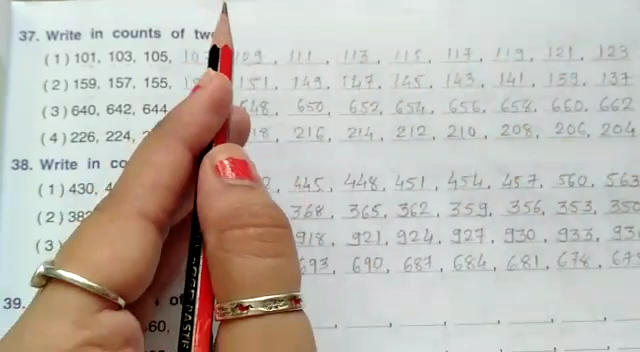 37. Write in counts of
(1) 101, 103, 105, 109, 111, 113, 115, 117, 119, 121, 123
(2) 159, 157, 155, 151, 149, 147, 145, 143, 141, 139, 137
(3) 640, 642, 644 648, 650, 652, 654, 656, 658, 660, 662
(4) 226, 224, 216, 214, 212, 210, 208, 206, 204
38. Write in
(1) 430, 445, 448, 451, 454, 457, 560, 563
(2) 368, 365, 362, 359, 356, 353, 350
(3) 918, 921, 924, 927, 930, 933,
693, 690, 687, 684, 681, 678,
39.
60,